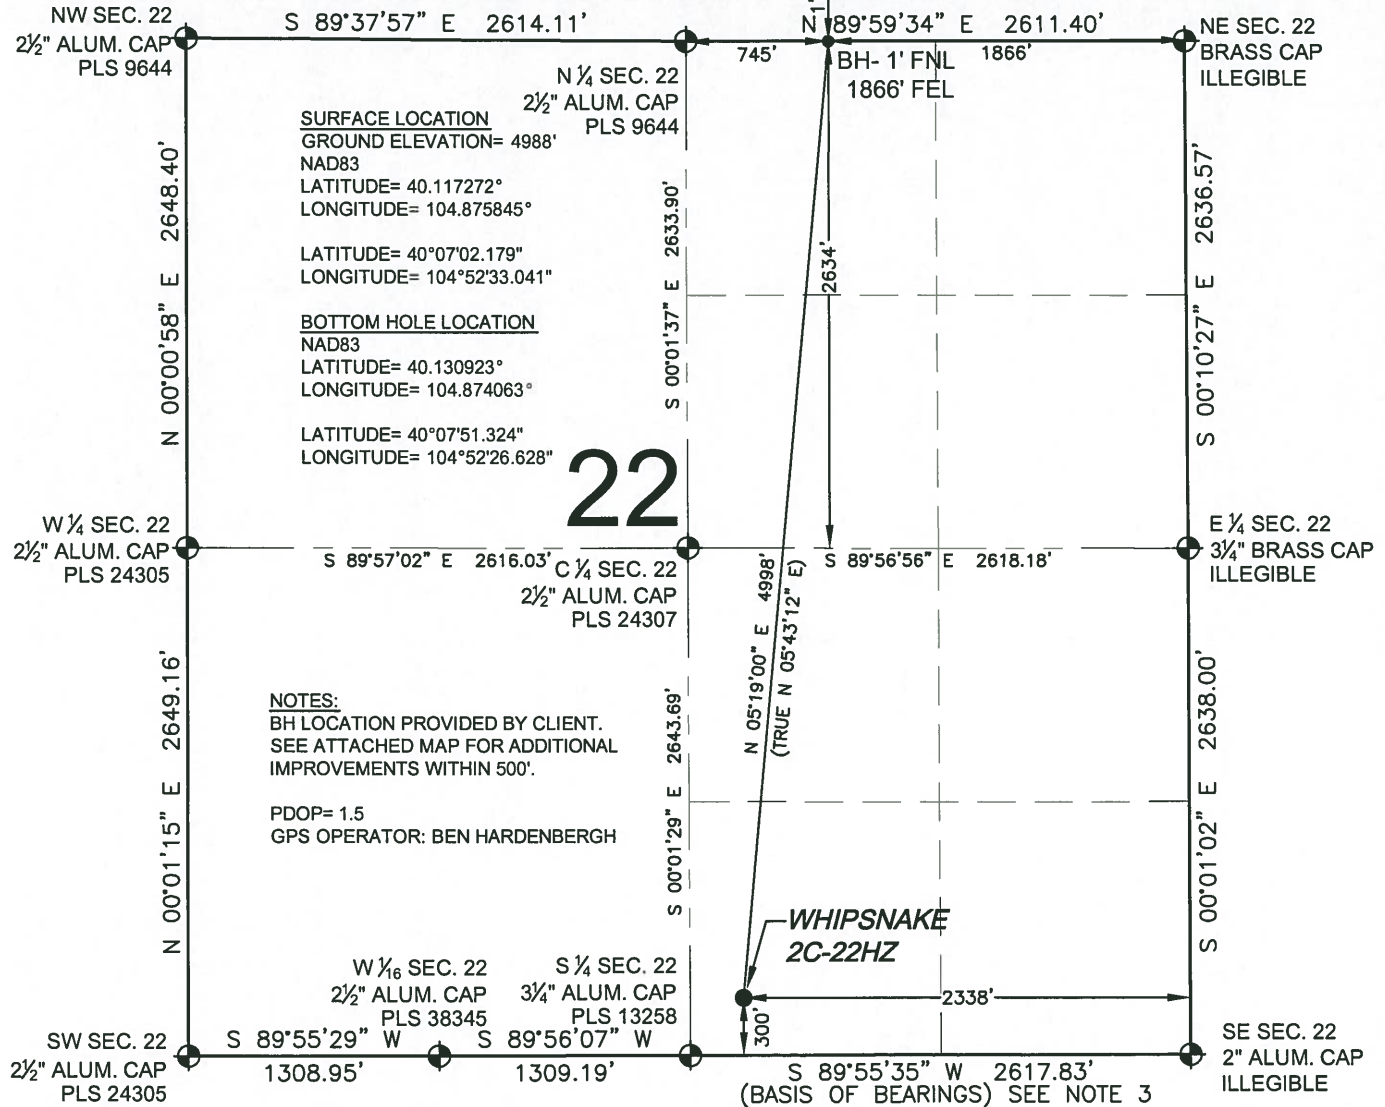 NW SEC. 22
2½" ALUM. CAP
PLS 9644
S 89°37'57" E 2614.11'
N 89°59'34" E 2611.40'
1'
745'
1866'
BH- 1' FNL
1866' FEL
NE SEC. 22
BRASS CAP
ILLEGIBLE
N ¼ SEC. 22
2½" ALUM. CAP
PLS 9644
SURFACE LOCATION
GROUND ELEVATION= 4988'
NAD83
LATITUDE= 40.117272°
LONGITUDE= 104.875845°
LATITUDE= 40°07'02.179"
LONGITUDE= 104°52'33.041"
BOTTOM HOLE LOCATION
NAD83
LATITUDE= 40.130923°
LONGITUDE= 104.874063°
LATITUDE= 40°07'51.324"
LONGITUDE= 104°52'26.628"
N 00°00'58" E 2648.40'
S 00°01'37" E 2633.90'
2634'
S 00°10'27" E 2636.57'
22
W ¼ SEC. 22
2½" ALUM. CAP
PLS 24305
S 89°57'02" E 2616.03'
C ¼ SEC. 22
2½" ALUM. CAP
PLS 24307
S 89°56'56" E 2618.18'
E ¼ SEC. 22
3¼" BRASS CAP
ILLEGIBLE
N 05°19'00" E 4998'
(TRUE N 05°43'12" E)
NOTES:
BH LOCATION PROVIDED BY CLIENT.
SEE ATTACHED MAP FOR ADDITIONAL
IMPROVEMENTS WITHIN 500'.
PDOP= 1.5
GPS OPERATOR: BEN HARDENBERGH
N 00°01'15" E 2649.16'
S 00°01'29" E 2643.69'
S 00°01'02" E 2638.00'
WHIPSNAKE
2C-22HZ
2338'
300'
W 1⁄16 SEC. 22
2½" ALUM. CAP
PLS 38345
S ¼ SEC. 22
3¼" ALUM. CAP
PLS 13258
SW SEC. 22
2½" ALUM. CAP
PLS 24305
S 89°55'29" W
1308.95'
S 89°56'07" W
1309.19'
S 89°55'35" W 2617.83'
(BASIS OF BEARINGS) SEE NOTE 3
SE SEC. 22
2" ALUM. CAP
ILLEGIBLE